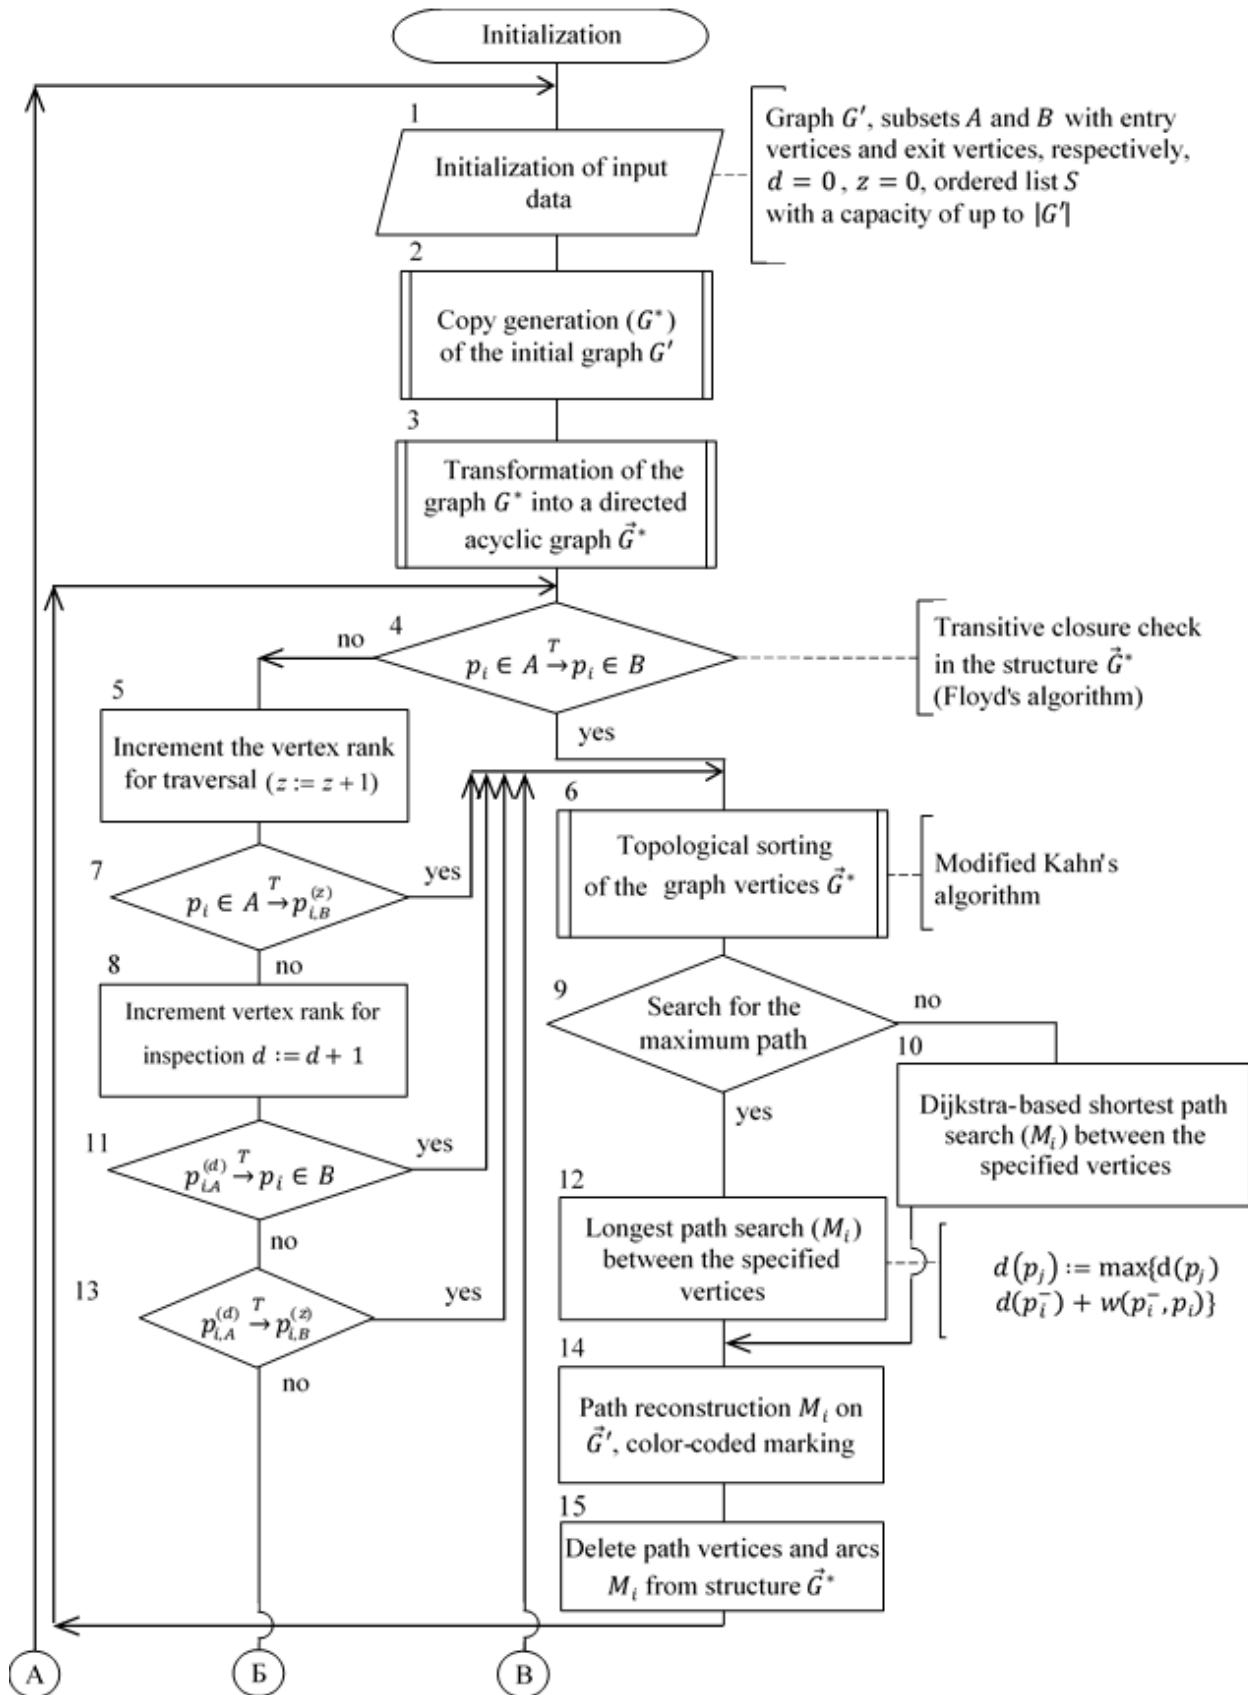 Initialization
1
Initialization of input
data
Graph G′, subsets A and B with entry
vertices and exit vertices, respectively,
d = 0 , z = 0, ordered list S
with a capacity of up to |G′|
2
Copy generation (G*)
of the initial graph G′
3
Transformation of the
graph G* into a directed
acyclic graph G⃗*
4
no
p_i ∈ A →^T p_i ∈ B
yes
Transitive closure check
in the structure G⃗*
(Floyd's algorithm)
5
Increment the vertex rank
for traversal (z := z + 1)
6
Topological sorting
of the graph vertices G⃗*
Modified Kahn's
algorithm
7
p_i ∈ A →^T p_{i,B}^{(z)}
yes
no
8
Increment vertex rank for
inspection d := d + 1
9
Search for the
maximum path
no
yes
10
Dijkstra-based shortest path
search (M_i) between the
specified vertices
11
p_{i,A}^{(d)} →^T p_i ∈ B
yes
no
12
Longest path search (M_i)
between the specified
vertices
d(p_j) := max{d(p_j)
d(p_i^-) + w(p_i^-, p_i)}
13
p_{i,A}^{(d)} →^T p_{i,B}^{(z)}
yes
no
14
Path reconstruction M_i on
G⃗′, color-coded marking
15
Delete path vertices and arcs
M_i from structure G⃗*
А
Б
В